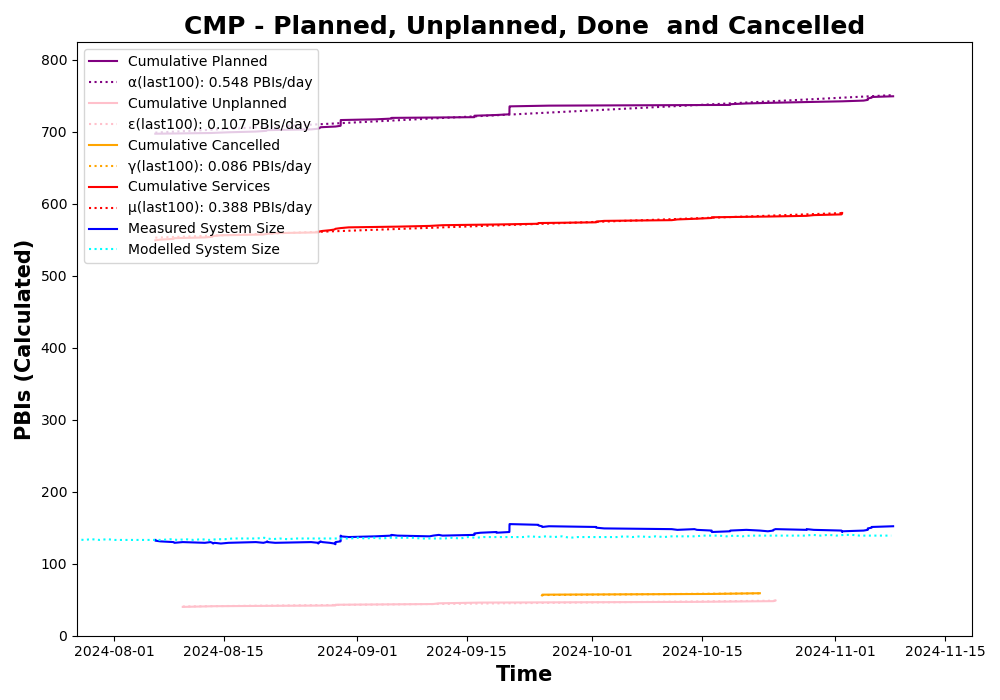 CMP - Planned, Unplanned, Done  and Cancelled
Cumulative Planned
α(last100): 0.548 PBIs/day
Cumulative Unplanned
ε(last100): 0.107 PBIs/day
Cumulative Cancelled
γ(last100): 0.086 PBIs/day
Cumulative Services
μ(last100): 0.388 PBIs/day
Measured System Size
Modelled System Size
PBIs (Calculated)
800
700
600
500
400
300
200
100
0
2024-08-01
2024-08-15
2024-09-01
2024-09-15
2024-10-01
2024-10-15
2024-11-01
2024-11-15
Time